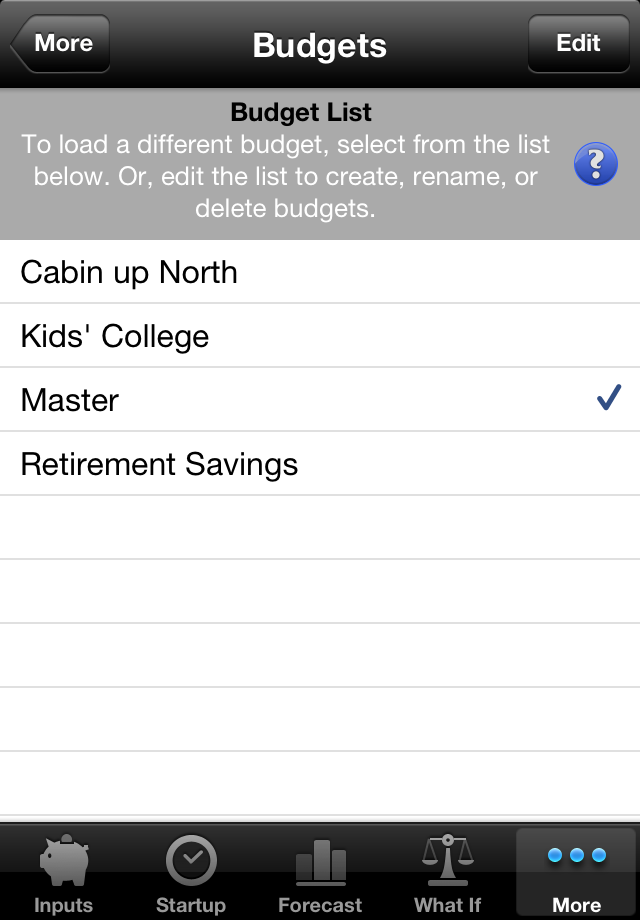 More
Budgets
Edit
Budget List
To load a different budget, select from the list
below. Or, edit the list to create, rename, or
delete budgets.
?
Cabin up North
Kids' College
Master
Retirement Savings
Inputs
Startup
Forecast
What If
More